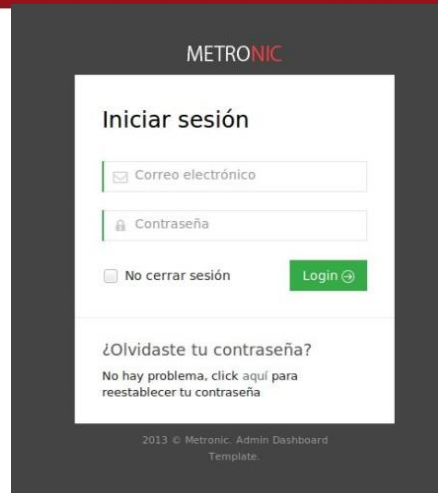 METRONIC
Iniciar sesión
Correo electrónico
Contraseña
No cerrar sesión
Login
¿Olvidaste tu contraseña?
No hay problema, click aquí para
reestablecer tu contraseña
2013 © Metronic. Admin Dashboard
Template.